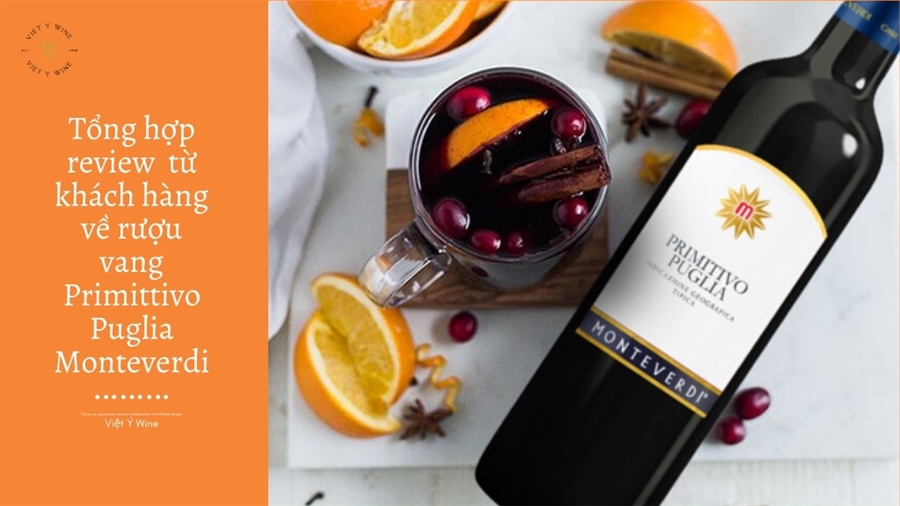 VIỆT Ý WINE
VIỆT Ý WINE
Tổng hợp
review từ
khách hàng
về rượu
vang
Primittivo
Puglia
Monteverdi
Việt Ý Wine
m
PRIMITIVO
PUGLIA
INDICAZIONE GEOGRAFICA
TIPICA
MONTEVERDI